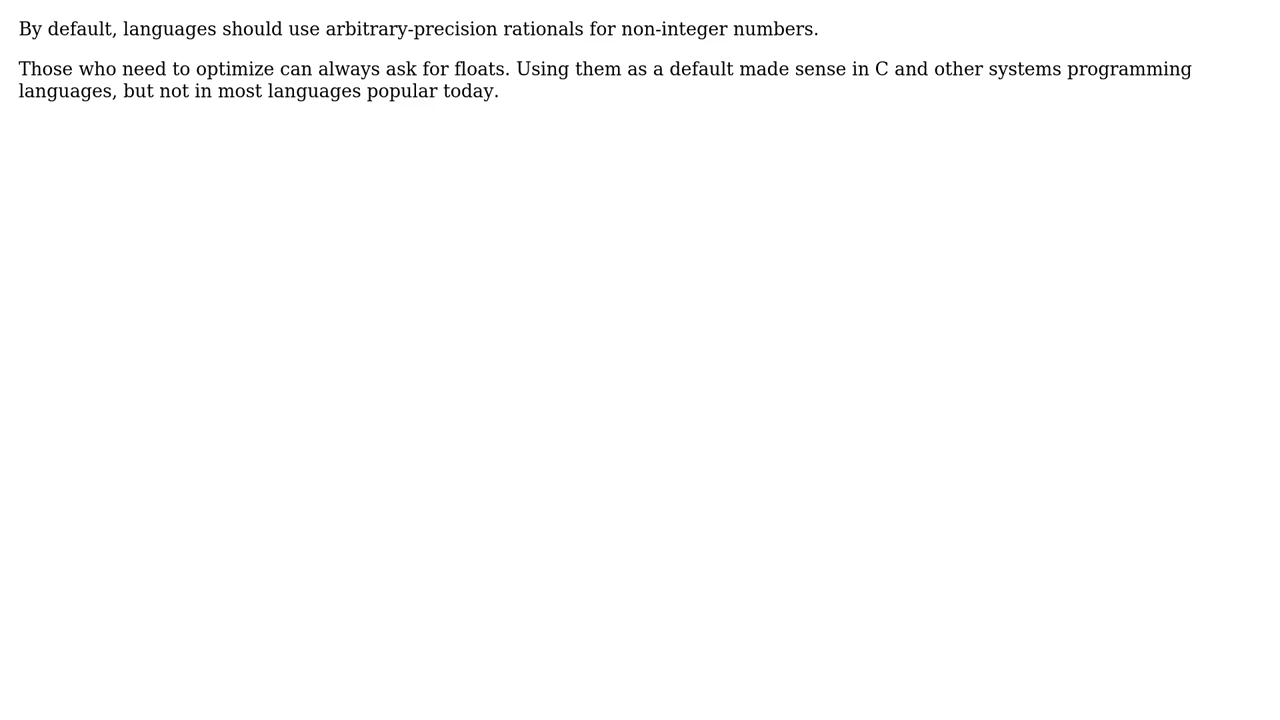 By default, languages should use arbitrary-precision rationals for non-integer numbers.
Those who need to optimize can always ask for floats. Using them as a default made sense in C and other systems programming
languages, but not in most languages popular today.